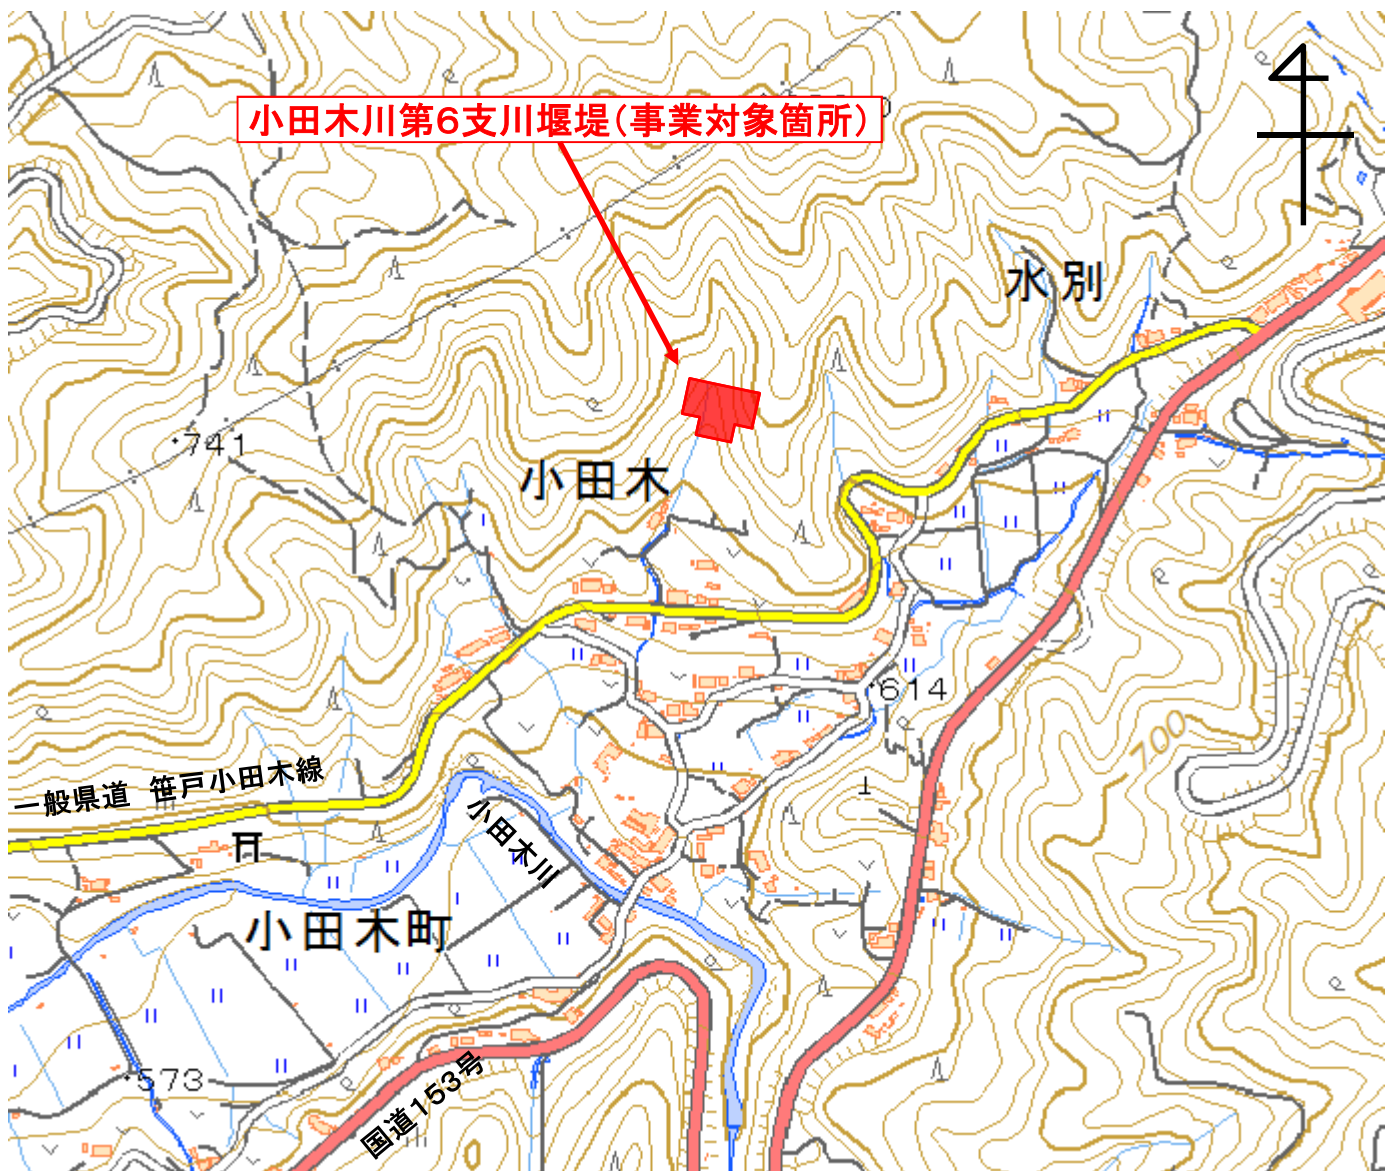 小田木川第6支川堰堤(事業対象箇所)
水別
741
小田木
614
700
一般県道 笹戸小田木線
小田木川
小田木町
573
国道153号